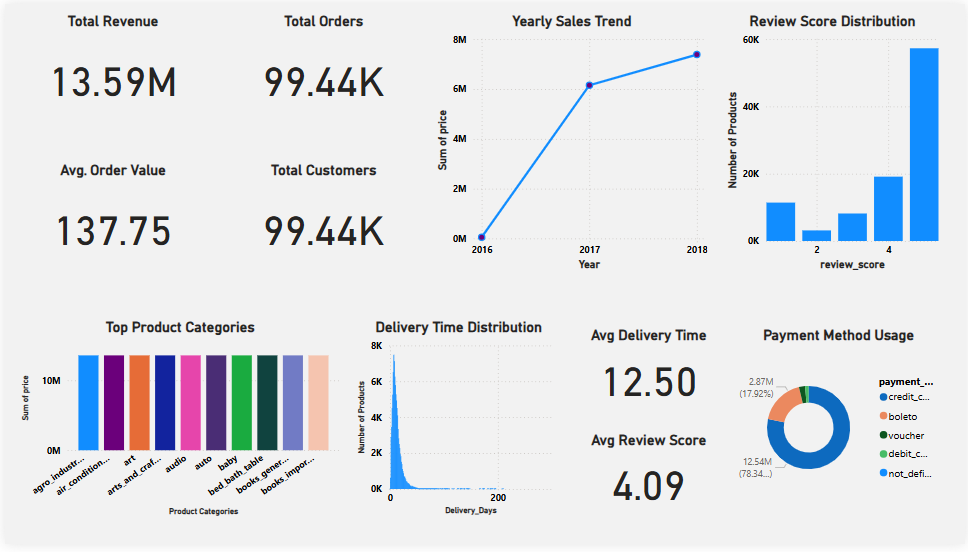 Total Revenue
13.59M
Total Orders
99.44K
Avg. Order Value
137.75
Total Customers
99.44K
Yearly Sales Trend
Sum of price
8M
6M
4M
2M
0M
2016
2017
2018
Year
Review Score Distribution
Number of Products
60K
40K
20K
0K
2
4
review_score
Top Product Categories
Sum of price
10M
0M
agro_industr...
air_condition...
art
arts_and_craf...
audio
auto
baby
bed_bath_table
books_gener...
books_impor...
Product Categories
Delivery Time Distribution
Number of Products
8K
6K
4K
2K
0K
0
200
Delivery_Days
Avg Delivery Time
12.50
Avg Review Score
4.09
Payment Method Usage
2.87M
(17.92%)
12.54M
(78.34...)
payment_...
credit_c...
boleto
voucher
debit_c...
not_defi...